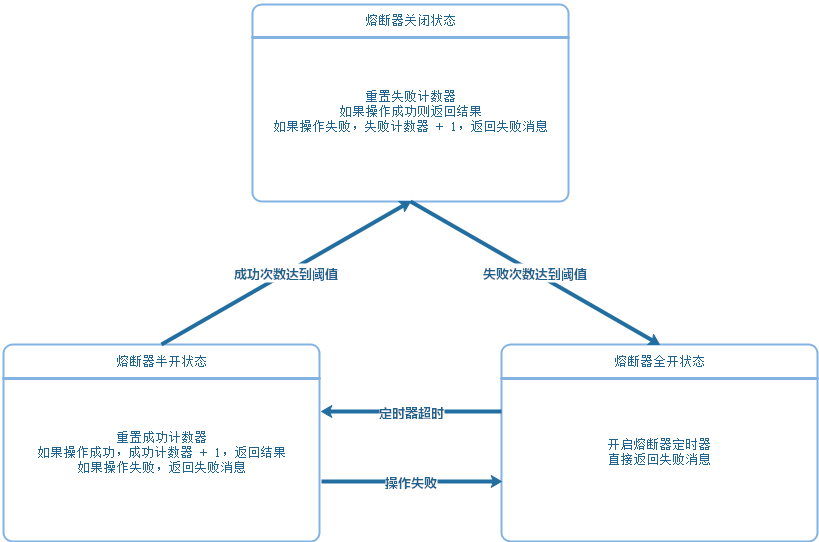 熔断器关闭状态
重置失败计数器
如果操作成功则返回结果
如果操作失败，失败计数器 + 1，返回失败消息
成功次数达到阈值
失败次数达到阈值
熔断器半开状态
重置成功计数器
如果操作成功，成功计数器 + 1，返回结果
如果操作失败，返回失败消息
定时器超时
操作失败
熔断器全开状态
开启熔断器定时器
直接返回失败消息